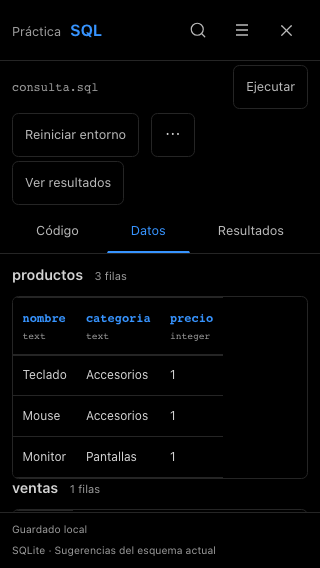 Práctica SQL
consulta.sql
Ejecutar
Reiniciar entorno
...
Ver resultados
Código Datos Resultados
productos 3 filas
nombre categoria precio
text text integer
Teclado Accesorios 1
Mouse Accesorios 1
Monitor Pantallas 1
ventas 1 filas
Guardado local
SQLite · Sugerencias del esquema actual